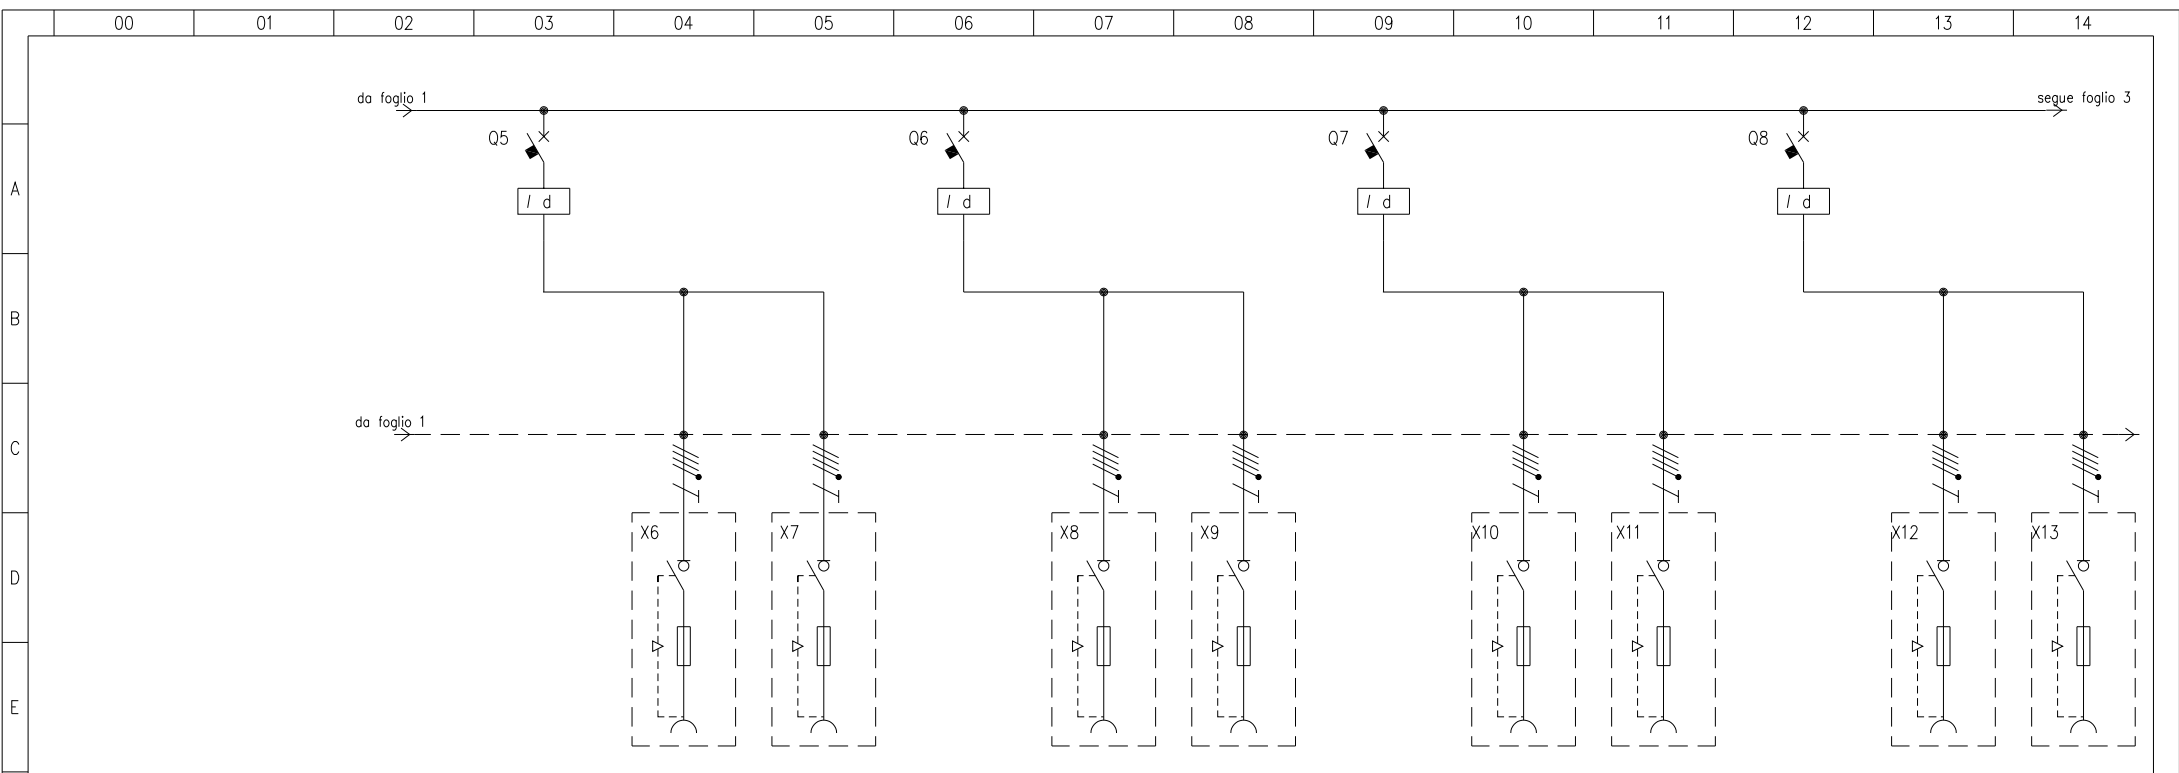 00 01 02 03 04 05 06 07 08 09 10 11 12 13 14
da foglio 1 segue foglio 3
Q5 Q6 Q7 Q8
A
I d I d I d I d
B
da foglio 1
C
X6 X7 X8 X9 X10 X11 X12 X13
D
E